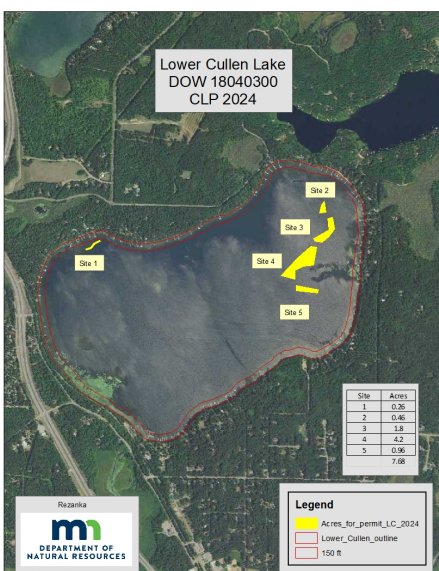 Lower Cullen Lake
DOW 18040300
CLP 2024
Site 2
Site 3
Site 1
Site 4
Site 5
Site Acres
1 0.26
2 0.46
3 1.8
4 4.2
5 0.96
7.68
Rezanka
DEPARTMENT OF
NATURAL RESOURCES
Legend
Acres_for_permit_LC_2024
Lower_Cullen_outline
150 ft